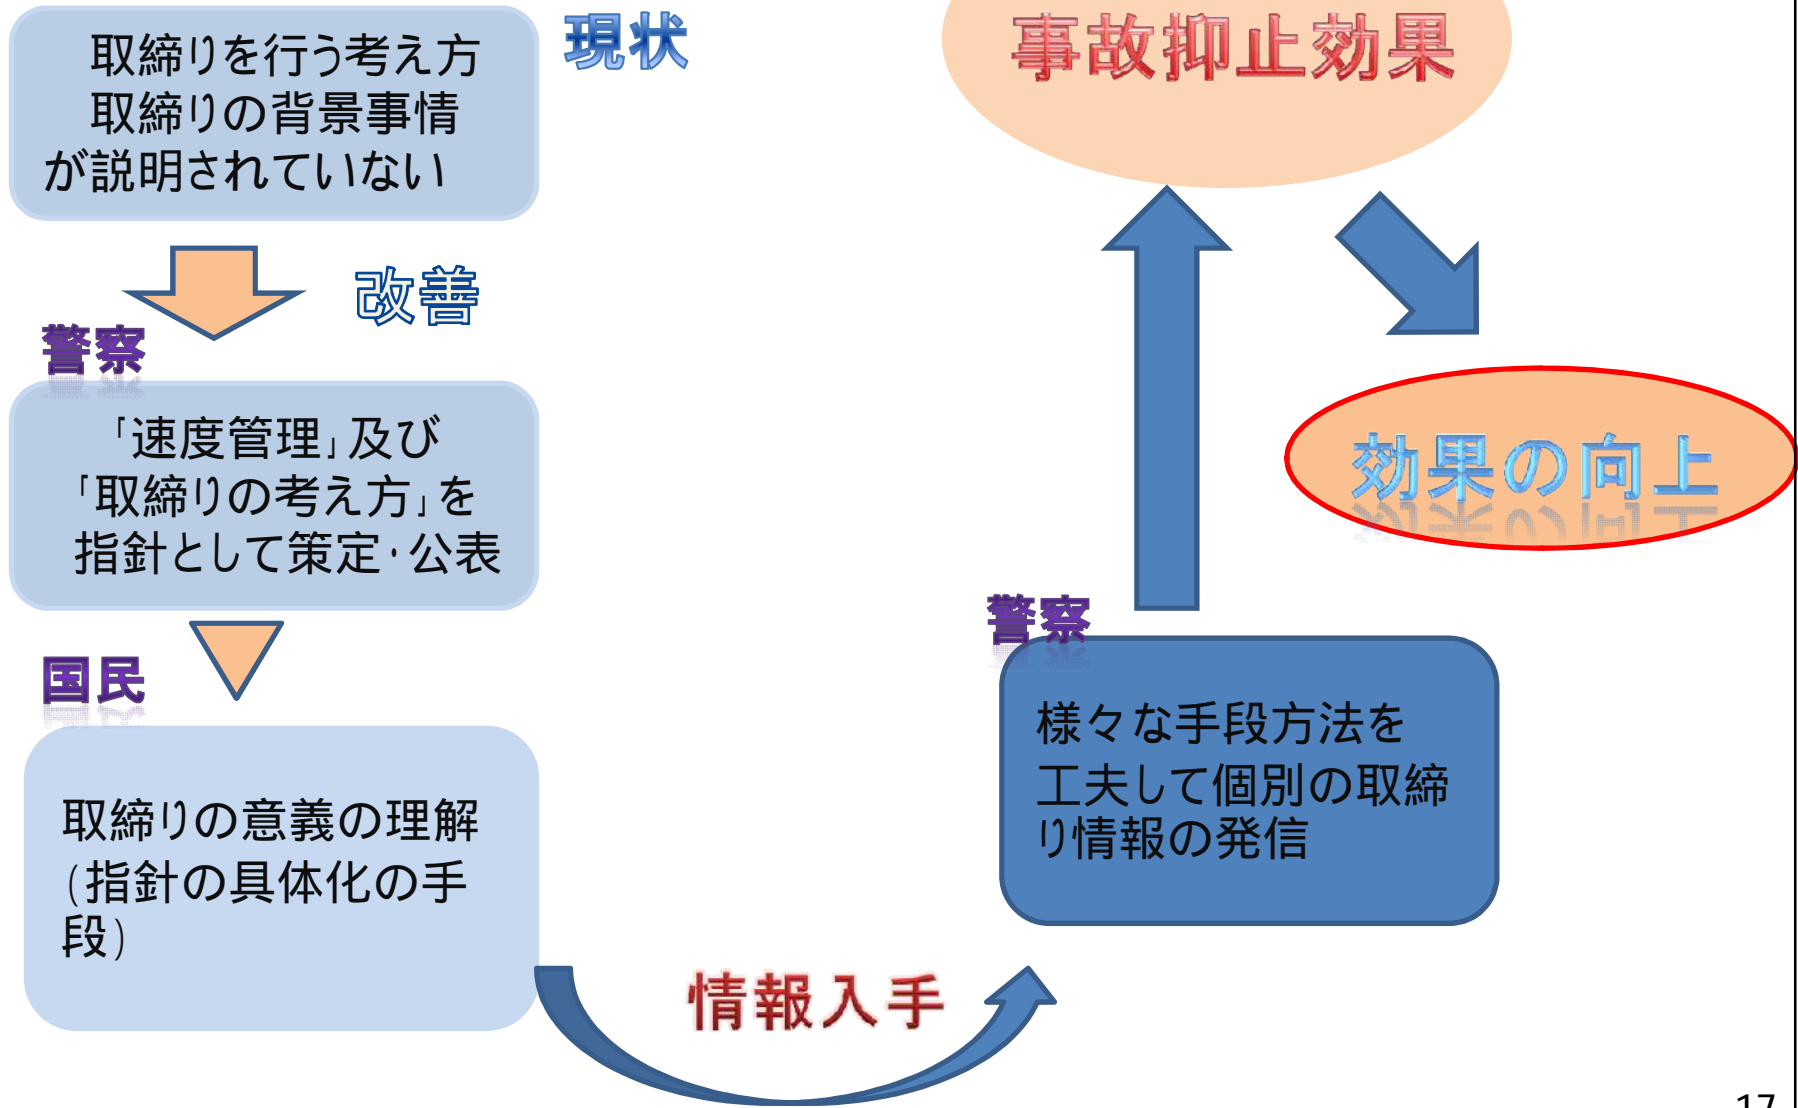 現状
取締りを行う考え方
取締りの背景事情
が説明されていない
改善
警察
「速度管理」及び
「取締りの考え方」を
指針として策定・公表
国民
取締りの意義の理解
(指針の具体化の手
段)
情報入手
警察
様々な手段方法を
工夫して個別の取締
り情報の発信
事故抑止効果
効果の向上
17